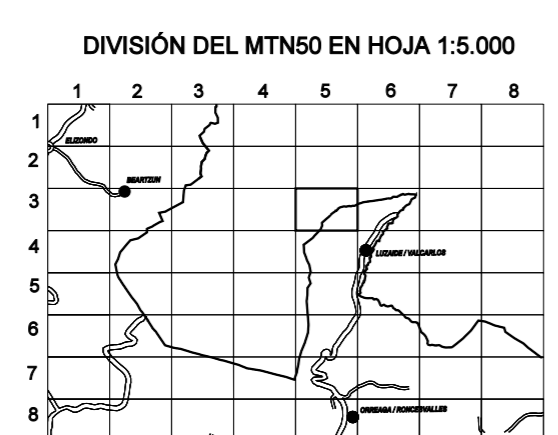 DIVISIÓN DEL MTN50 EN HOJA 1:5.000
1 2 3 4 5 6 7 8
1
ELIZONDO
2
BEARTZUN
3
4
LUZAIDE / VALCARLOS
5
6
7
8
ORREAGA / RONCESVALLES